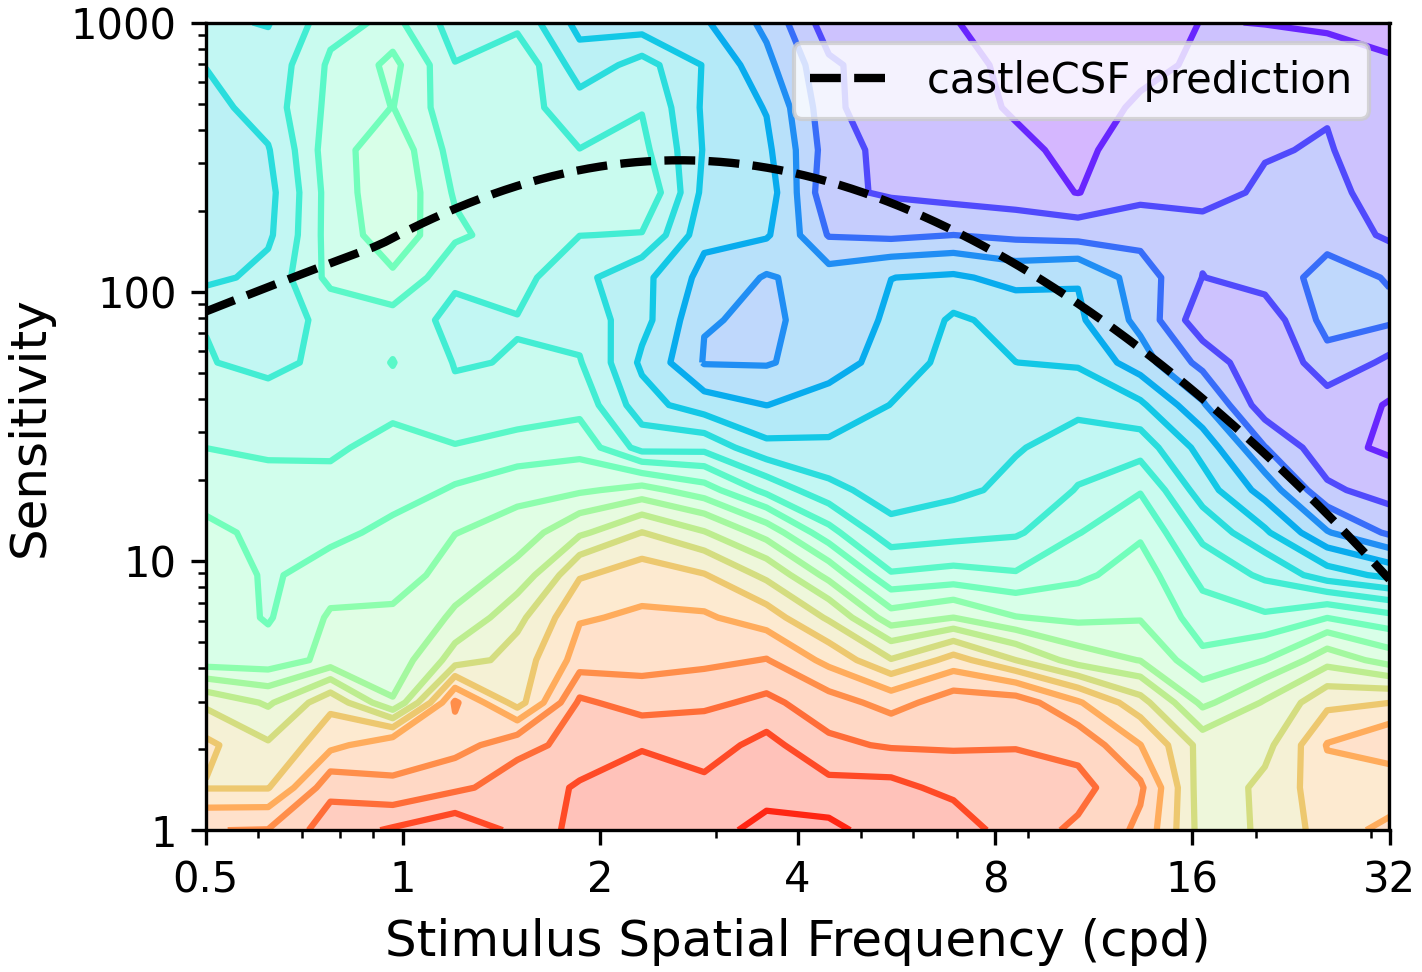 1000
100
10
1
Sensitivity
castleCSF prediction
0.5 1 2 4 8 16 32
Stimulus Spatial Frequency (cpd)